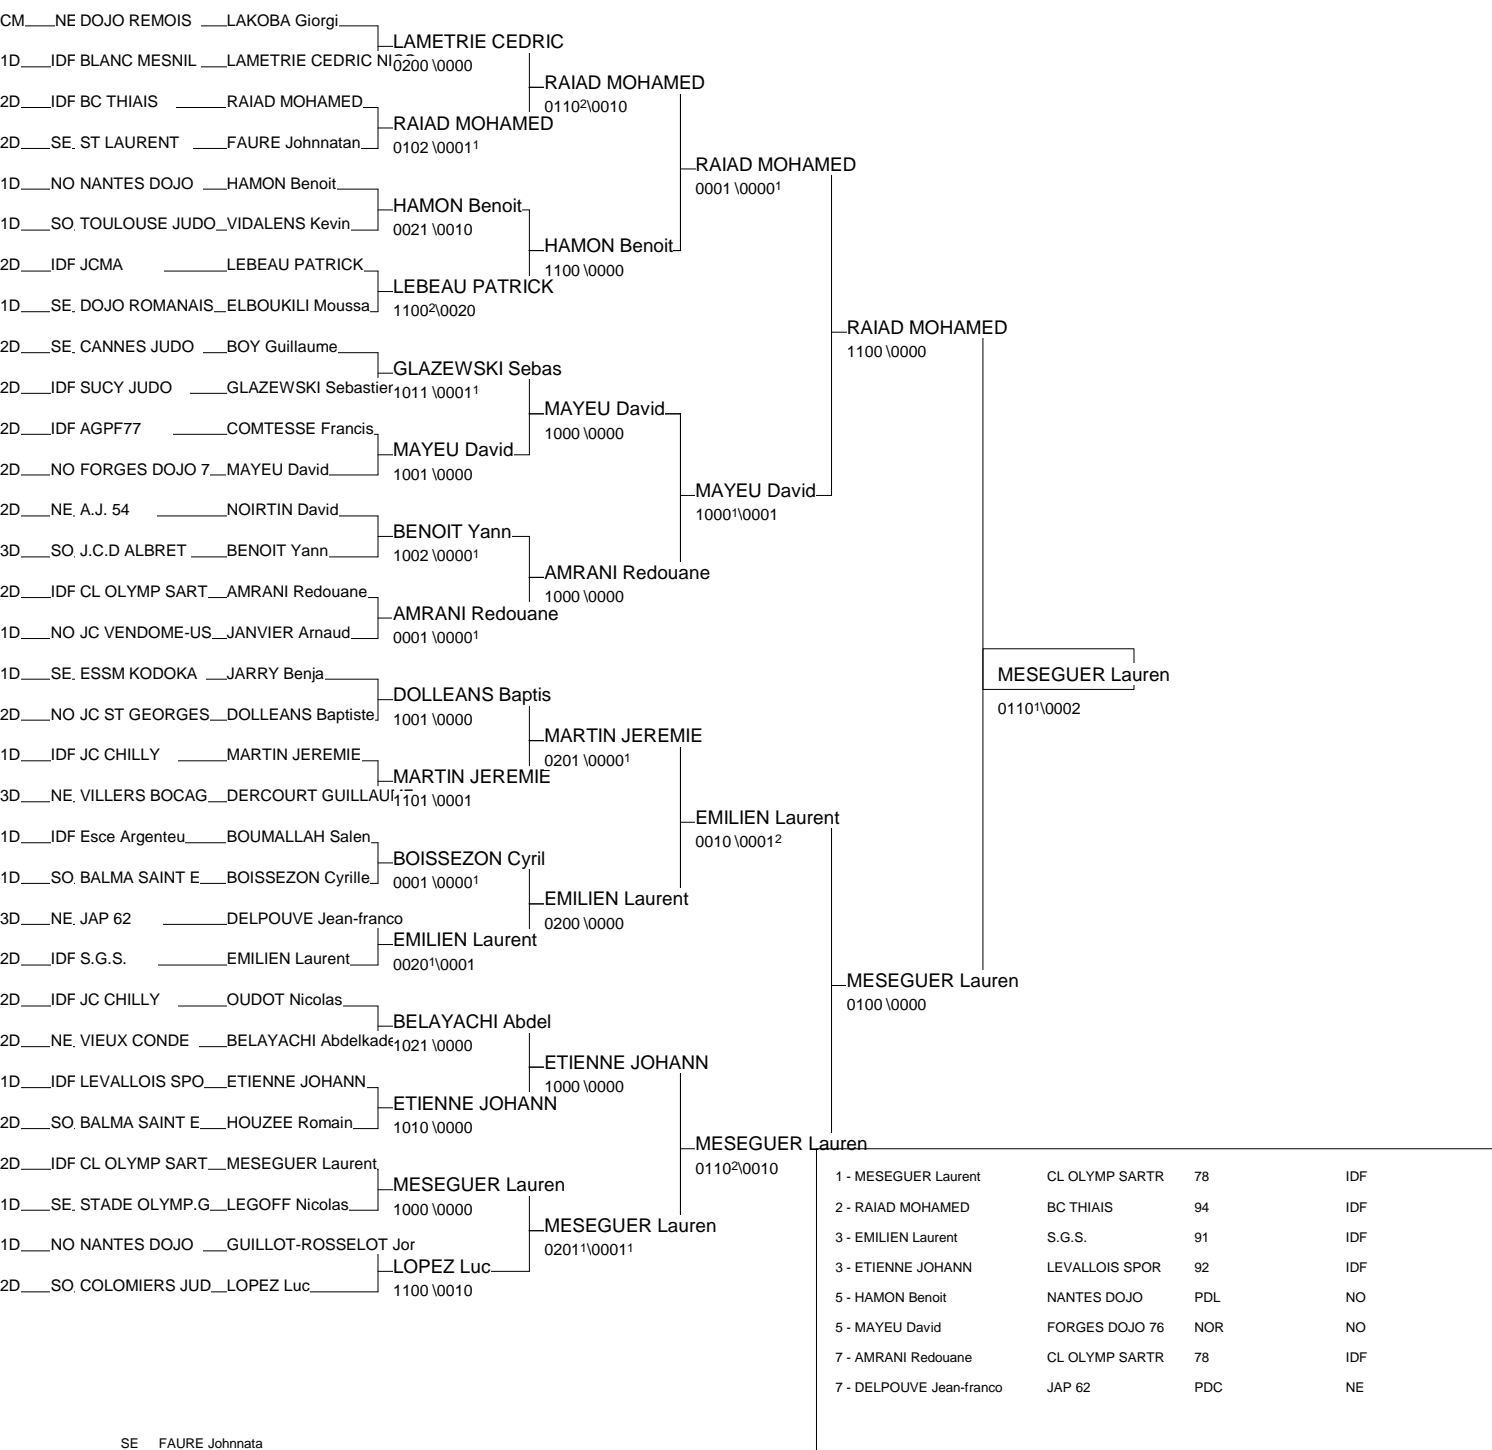 CM NE DOJO REMOIS LAKOBA Giorgi
LAMETRIE CEDRIC
1D IDF BLANC MESNIL LAMETRIE CEDRIC
0200 \0000
RAIAD MOHAMED
2D IDF BC THIAIS RAIAD MOHAMED
0110²\0010
RAIAD MOHAMED
2D SE ST LAURENT FAURE Johnnatan
0102 \0001¹
RAIAD MOHAMED
1D NO NANTES DOJO HAMON Benoit
0001 \0000¹
HAMON Benoit
1D SO TOULOUSE JUDO VIDALENS Kevin
0021 \0010
HAMON Benoit
2D IDF JCMA LEBEAU PATRICK
1100 \0000
LEBEAU PATRICK
1D SE DOJO ROMANAIS ELBOUKILI Moussa
1100²\0020
RAIAD MOHAMED
2D SE CANNES JUDO BOY Guillaume
1100 \0000
GLAZEWSKI Sebas
2D IDF SUCY JUDO GLAZEWSKI Sebastier
1011 \0001¹
MAYEU David
2D IDF AGPF77 COMTESSE Francis
1000 \0000
MAYEU David
2D NO FORGES DOJO 7 MAYEU David
1001 \0000
MAYEU David
2D NE A.J. 54 NOIRTIN David
1000¹\0001
BENOIT Yann
3D SO J.C.D ALBRET BENOIT Yann
1002 \0000¹
AMRANI Redouane
2D IDF CL OLYMP SART AMRANI Redouane
1000 \0000
AMRANI Redouane
1D NO JC VENDOME-US JANVIER Arnaud
0001 \0000¹
1D SE ESSM KODOKA JARRY Benja
MESEGUER Lauren
DOLLEANS Baptis
2D NO JC ST GEORGES DOLLEANS Baptiste
1001 \0000
0110¹\0002
MARTIN JEREMIE
1D IDF JC CHILLY MARTIN JEREMIE
0201 \0000¹
MARTIN JEREMIE
3D NE VILLERS BOCAG DERCOURT
1101 \0001
EMILIEN Laurent
1D IDF Esce Argenteu BOUMALLAH Salen
0010 \0001²
BOISSEZON Cyril
1D SO BALMA SAINT E BOISSEZON Cyrille
0001 \0000¹
EMILIEN Laurent
3D NE JAP 62 DELPOUVE Jean-franco
0200 \0000
EMILIEN Laurent
2D IDF S.G.S. EMILIEN Laurent
0020¹\0001
MESEGUER Lauren
2D IDF JC CHILLY OUDOT Nicolas
0100 \0000
BELAYACHI Abdel
2D NE VIEUX CONDE BELAYACHI Abdelkade
1021 \0000
ETIENNE JOHANN
1D IDF LEVALLOIS SPO ETIENNE JOHANN
1000 \0000
ETIENNE JOHANN
2D SO BALMA SAINT E HOUZEE Romain
1010 \0000
MESEGUER Lauren
2D IDF CL OLYMP SART MESEGUER Laurent
0110²\0010
MESEGUER Lauren
1D SE STADE OLYMP.G LEGOFF Nicolas
1000 \0000
MESEGUER Lauren
1D NO NANTES DOJO GUILLOT-ROSSELOT Jor
0201¹\0001¹
LOPEZ Luc
2D SO COLOMIERS JUD LOPEZ Luc
1100 \0010
1 - MESEGUER Laurent CL OLYMP SARTR 78 IDF
2 - RAIAD MOHAMED BC THIAIS 94 IDF
3 - EMILIEN Laurent S.G.S. 91 IDF
3 - ETIENNE JOHANN LEVALLOIS SPOR 92 IDF
5 - HAMON Benoit NANTES DOJO PDL NO
5 - MAYEU David FORGES DOJO 76 NOR NO
7 - AMRANI Redouane CL OLYMP SARTR 78 IDF
7 - DELPOUVE Jean-franco JAP 62 PDC NE
SE FAURE Johnnata